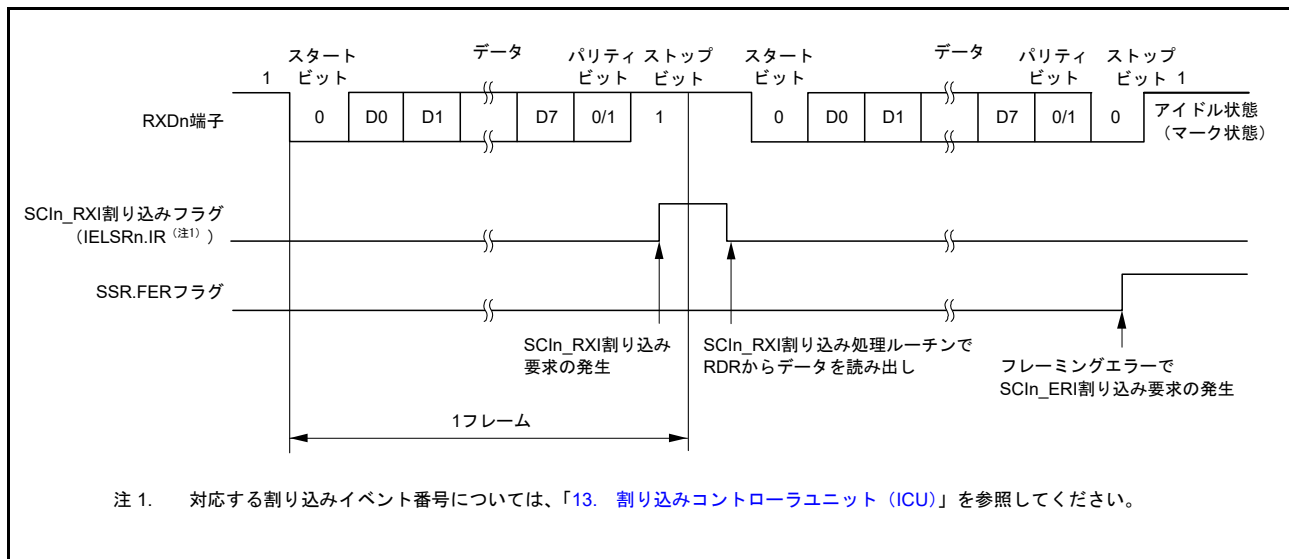 スタート
ビット
データ
パリティ
ビット
ストップ
ビット
スタート
ビット
データ
パリティ
ビット
ストップ
ビット
1
1
RXDn端子
0
D0
D1
D7
0/1
1
0
D0
D1
D7
0/1
0
アイドル状態
（マーク状態）
SCIn_RXI割り込みフラグ
（IELSRn.IR（注1））
SSR.FERフラグ
SCIn_RXI割り込み
要求の発生
SCIn_RXI割り込み処理ルーチンで
RDRからデータを読み出し
フレーミングエラーで
SCIn_ERI割り込み要求の発生
1フレーム
注 1. 対応する割り込みイベント番号については、「13. 割り込みコントローラユニット（ICU）」を参照してください。